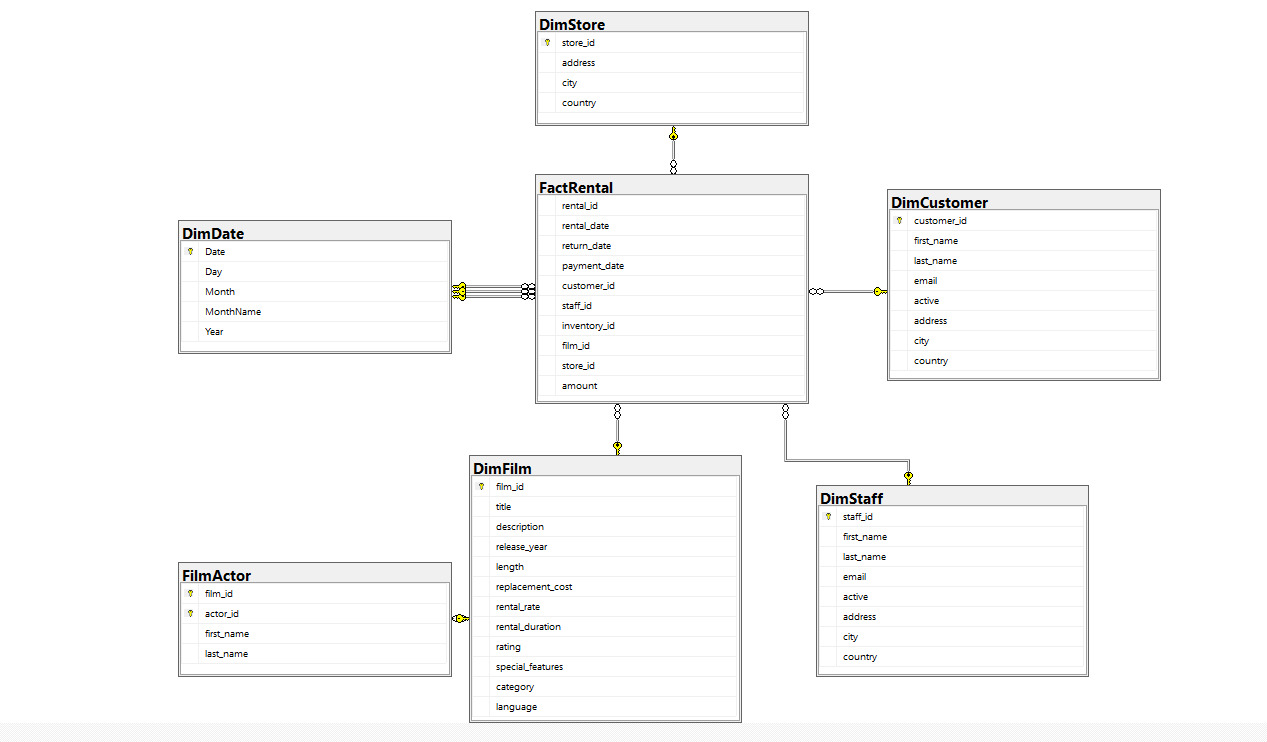 DimStore
store_id
address
city
country
FactRental
rental_id
rental_date
return_date
payment_date
customer_id
staff_id
inventory_id
film_id
store_id
amount
DimCustomer
customer_id
first_name
last_name
email
active
address
city
country
DimDate
Date
Day
Month
MonthName
Year
DimFilm
film_id
title
description
release_year
length
replacement_cost
rental_rate
rental_duration
rating
special_features
category
language
DimStaff
staff_id
first_name
last_name
email
active
address
city
country
FilmActor
film_id
actor_id
first_name
last_name